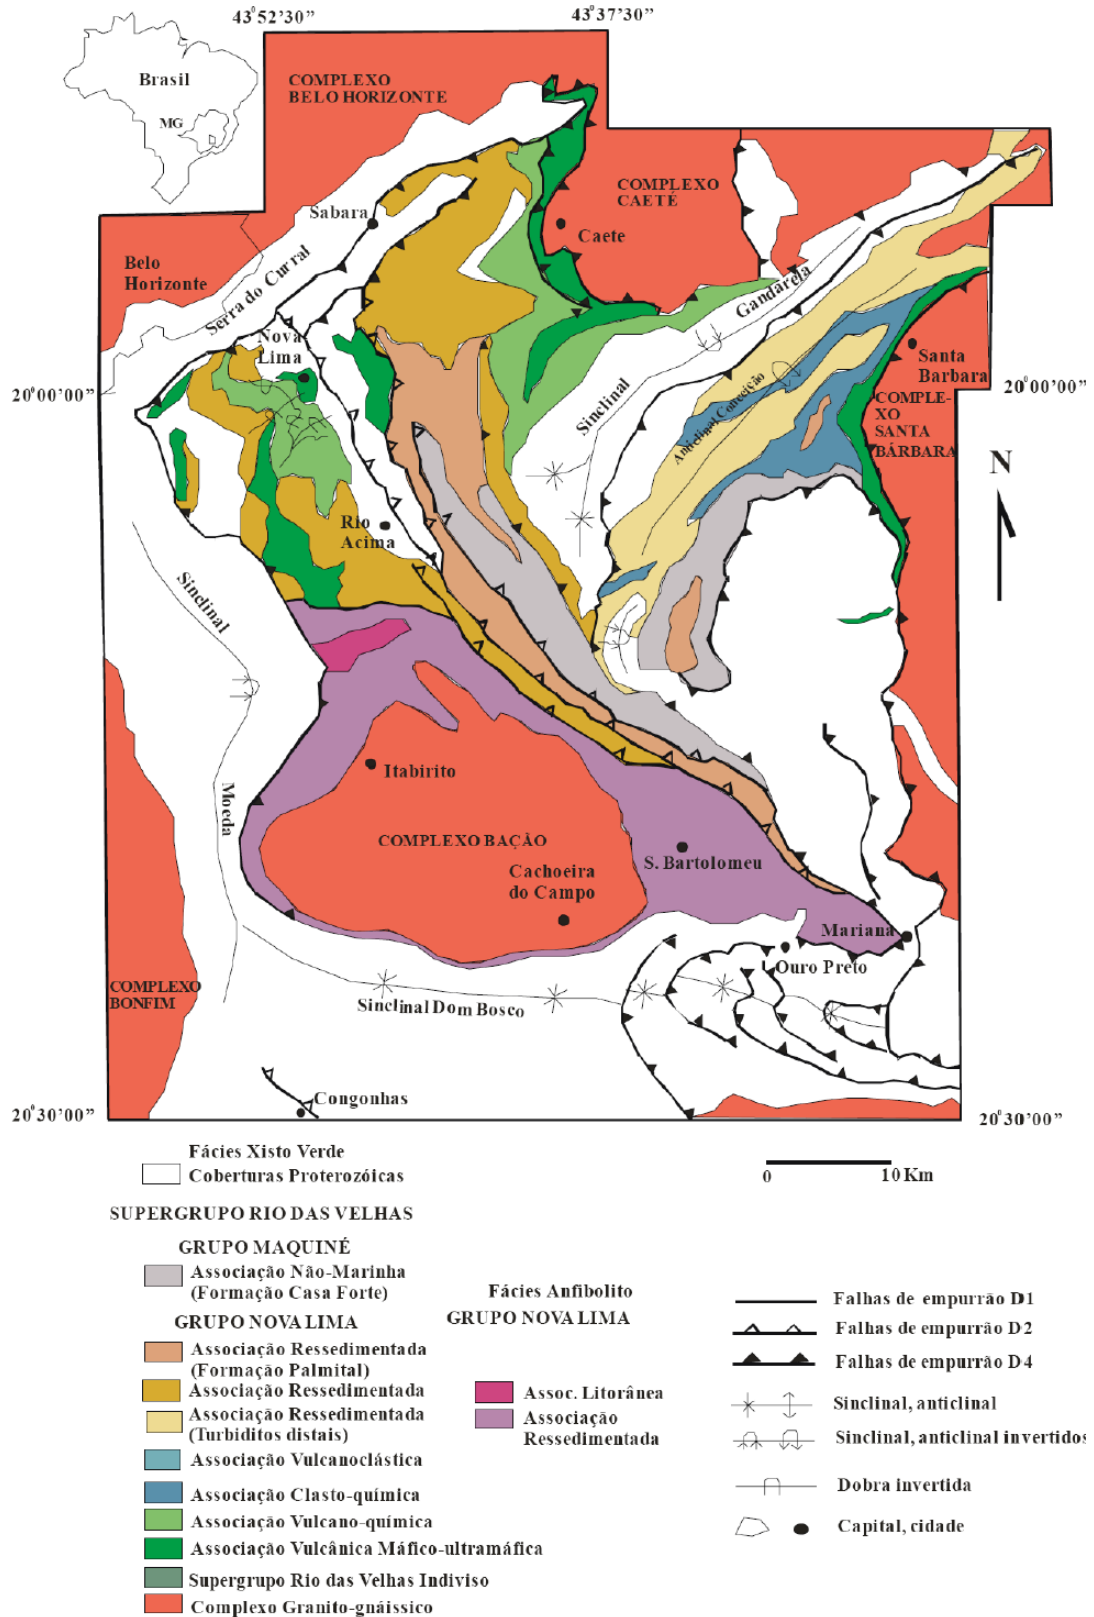 43°52'30"
43°37'30"
Brasil
MG
COMPLEXO
BELO HORIZONTE
COMPLEXO
CAETÉ
Sabara
Caete
Belo
Horizonte
Serra do Curral
Gandarela
Nova
Lima
Santa
Barbara
20°00'00"
20°00'00"
Sinclinal
Anticlinal Conceição
COMPLE-
XO
SANTA
BÁRBARA
N
Rio
Acima
Sinclinal
Itabirito
Moeda
COMPLEXO BAÇÃO
S. Bartolomeu
Cachoeira
do Campo
Mariana
Ouro Preto
COMPLEXO
BONFIM
Sinclinal Dom Bosco
Congonhas
20°30'00"
20°30'00"
Fácies Xisto Verde
Coberturas Proterozóicas
0 10 Km
SUPERGRUPO RIO DAS VELHAS
GRUPO MAQUINÉ
Associação Não-Marinha
(Formação Casa Forte)
GRUPO NOVA LIMA
Associação Ressedimentada
(Formação Palmital)
Associação Ressedimentada
Associação Ressedimentada
(Turbiditos distais)
Associação Vulcanoclástica
Associação Clasto-química
Associação Vulcano-química
Associação Vulcânica Máfico-ultramáfica
Supergrupo Rio das Velhas Indiviso
Complexo Granito-gnáissico
Fácies Anfibolito
GRUPO NOVA LIMA
Assoc. Litorânea
Associação
Ressedimentada
Falhas de empurrão D1
Falhas de empurrão D2
Falhas de empurrão D4
Sinclinal, anticlinal
Sinclinal, anticlinal invertidos
Dobra invertida
Capital, cidade